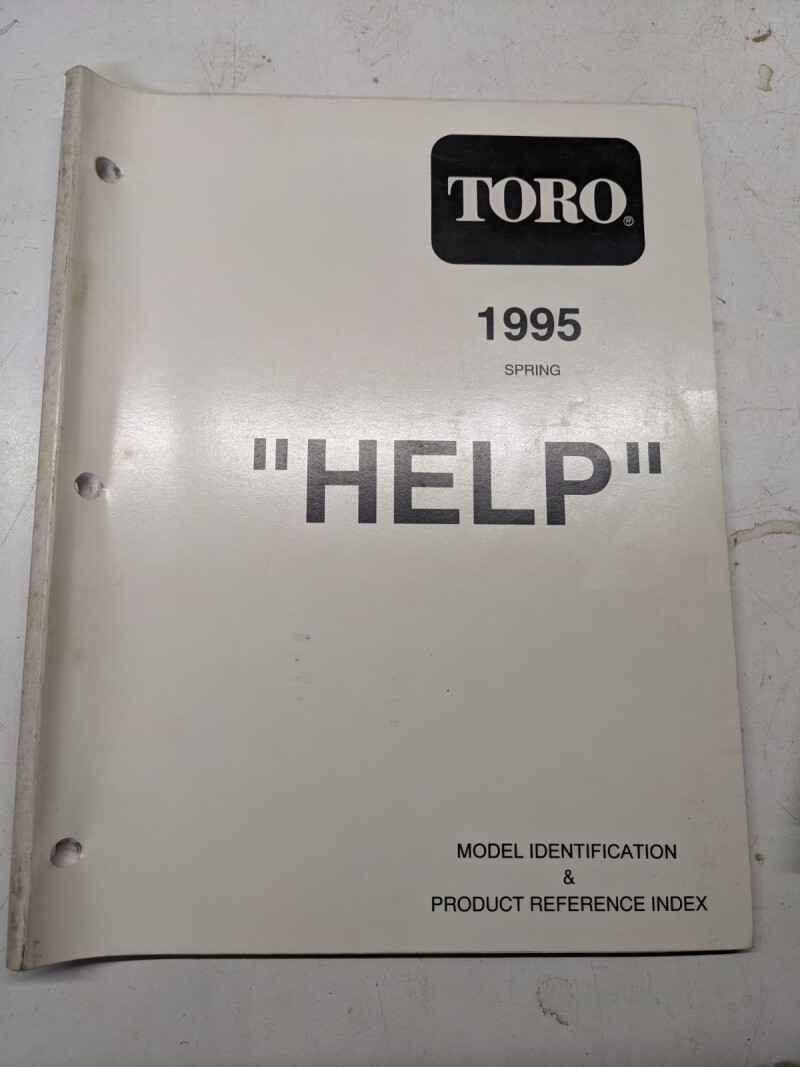 TORO®
1995
SPRING
"HELP"
MODEL IDENTIFICATION
&
PRODUCT REFERENCE INDEX